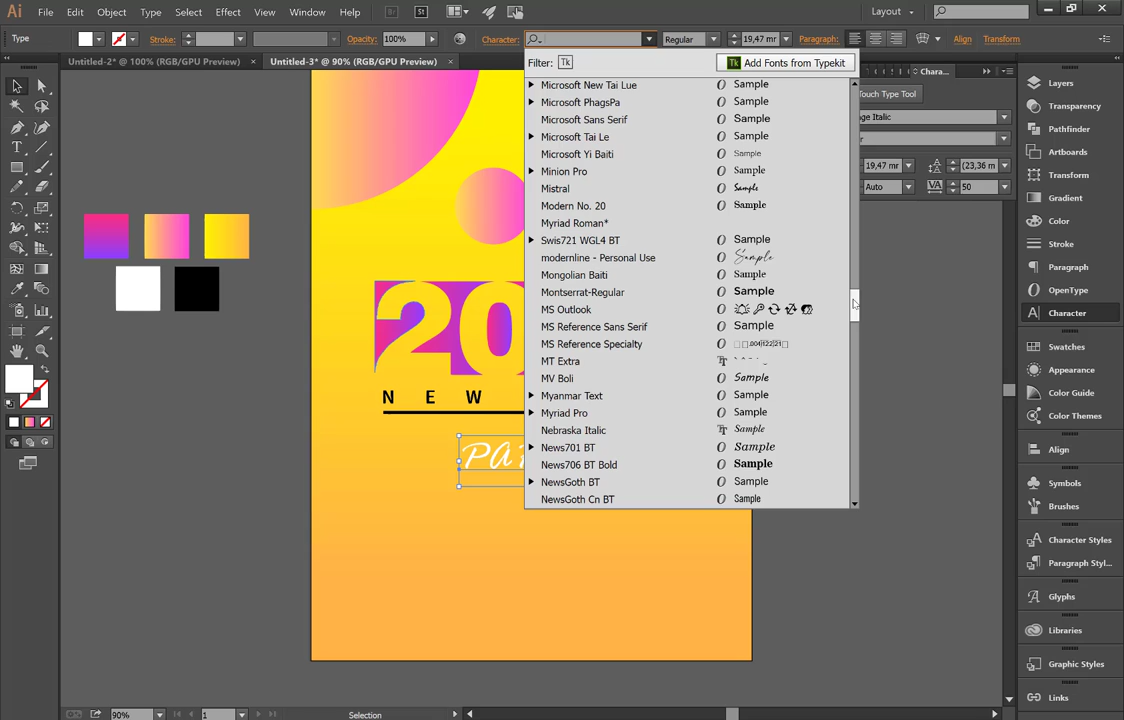 Ai File Edit Object Type Select Effect View Window Help Br St Layout
Type Stroke: Opacity: 100% Character: Regular 19,47 mr Paragraph: Align Transform
Untitled-2* @ 100% (RGB/GPU Preview) × Untitled-3* @ 90% (RGB/GPU Preview) ×
Filter: Tk Tk Add Fonts from Typekit
Chara...
Microsoft New Tai Lue Sample
Microsoft PhagsPa Sample
Microsoft Sans Serif Sample
Microsoft Tai Le Sample
Microsoft Yi Baiti Sample
Minion Pro Sample
Mistral Sample
Modern No. 20 Sample
Myriad Roman*
Swis721 WGL4 BT Sample
modernline - Personal Use Sample
Mongolian Baiti Sample
Montserrat-Regular Sample
MS Outlook
MS Reference Sans Serif Sample
MS Reference Specialty
MT Extra
MV Boli Sample
Myanmar Text Sample
Myriad Pro Sample
Nebraska Italic Sample
News701 BT Sample
News706 BT Bold Sample
NewsGoth BT Sample
NewsGoth Cn BT Sample
20
NEW
PA
ouch Type Tool
ge Italic
19,47 mr (23,36 m
Auto 50
Layers
Transparency
Pathfinder
Artboards
Transform
Gradient
Color
Stroke
Paragraph
OpenType
Character
Swatches
Appearance
Color Guide
Color Themes
Align
Symbols
Brushes
Character Styles
Paragraph Styl...
Glyphs
Libraries
Graphic Styles
Links
90% 1 Selection